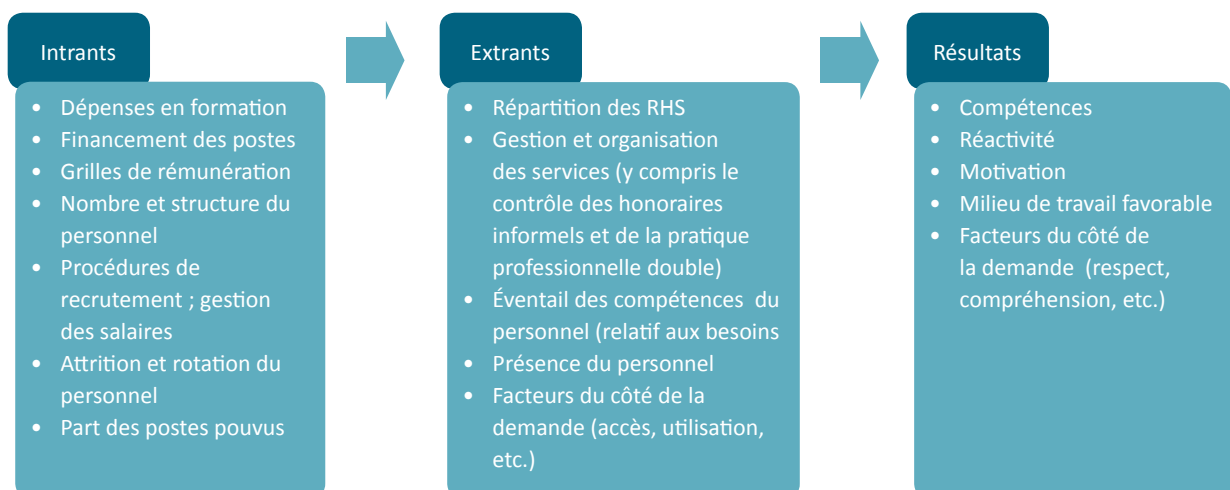 Intrants
• Dépenses en formation
• Financement des postes
• Grilles de rémunération
• Nombre et structure du
personnel
• Procédures de
recrutement ; gestion
des salaires
• Attrition et rotation du
personnel
• Part des postes pouvus
Extrants
• Répartition des RHS
• Gestion et organisation
des services (y compris le
contrôle des honoraires
informels et de la pratique
professionnelle double)
• Éventail des compétences du
personnel (relatif aux besoins
• Présence du personnel
• Facteurs du côté de la
demande (accès, utilisation,
etc.)
Résultats
• Compétences
• Réactivité
• Motivation
• Milieu de travail favorable
• Facteurs du côté de
la demande (respect,
compréhension, etc.)